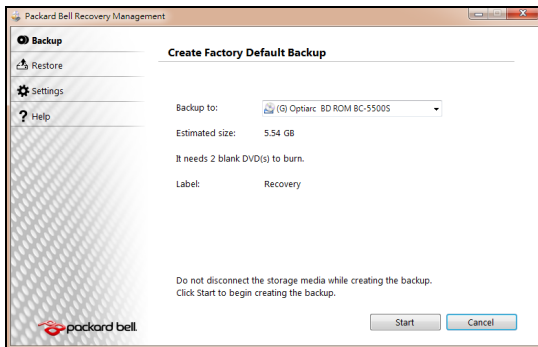 Packard Bell Recovery Management
Backup
Restore
Settings
Help
Create Factory Default Backup
Backup to: (G) Optiarc BD ROM BC-5500S
Estimated size: 5.54 GB
It needs 2 blank DVD(s) to burn.
Label: Recovery
Do not disconnect the storage media while creating the backup.
Click Start to begin creating the backup.
packard bell.
Start Cancel